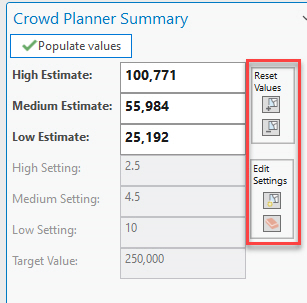 Crowd Planner Summary
Populate values
High Estimate: 100,771
Medium Estimate: 55,984
Low Estimate: 25,192
High Setting: 2.5
Medium Setting: 4.5
Low Setting: 10
Target Value: 250,000
Reset
Values
Edit
Settings